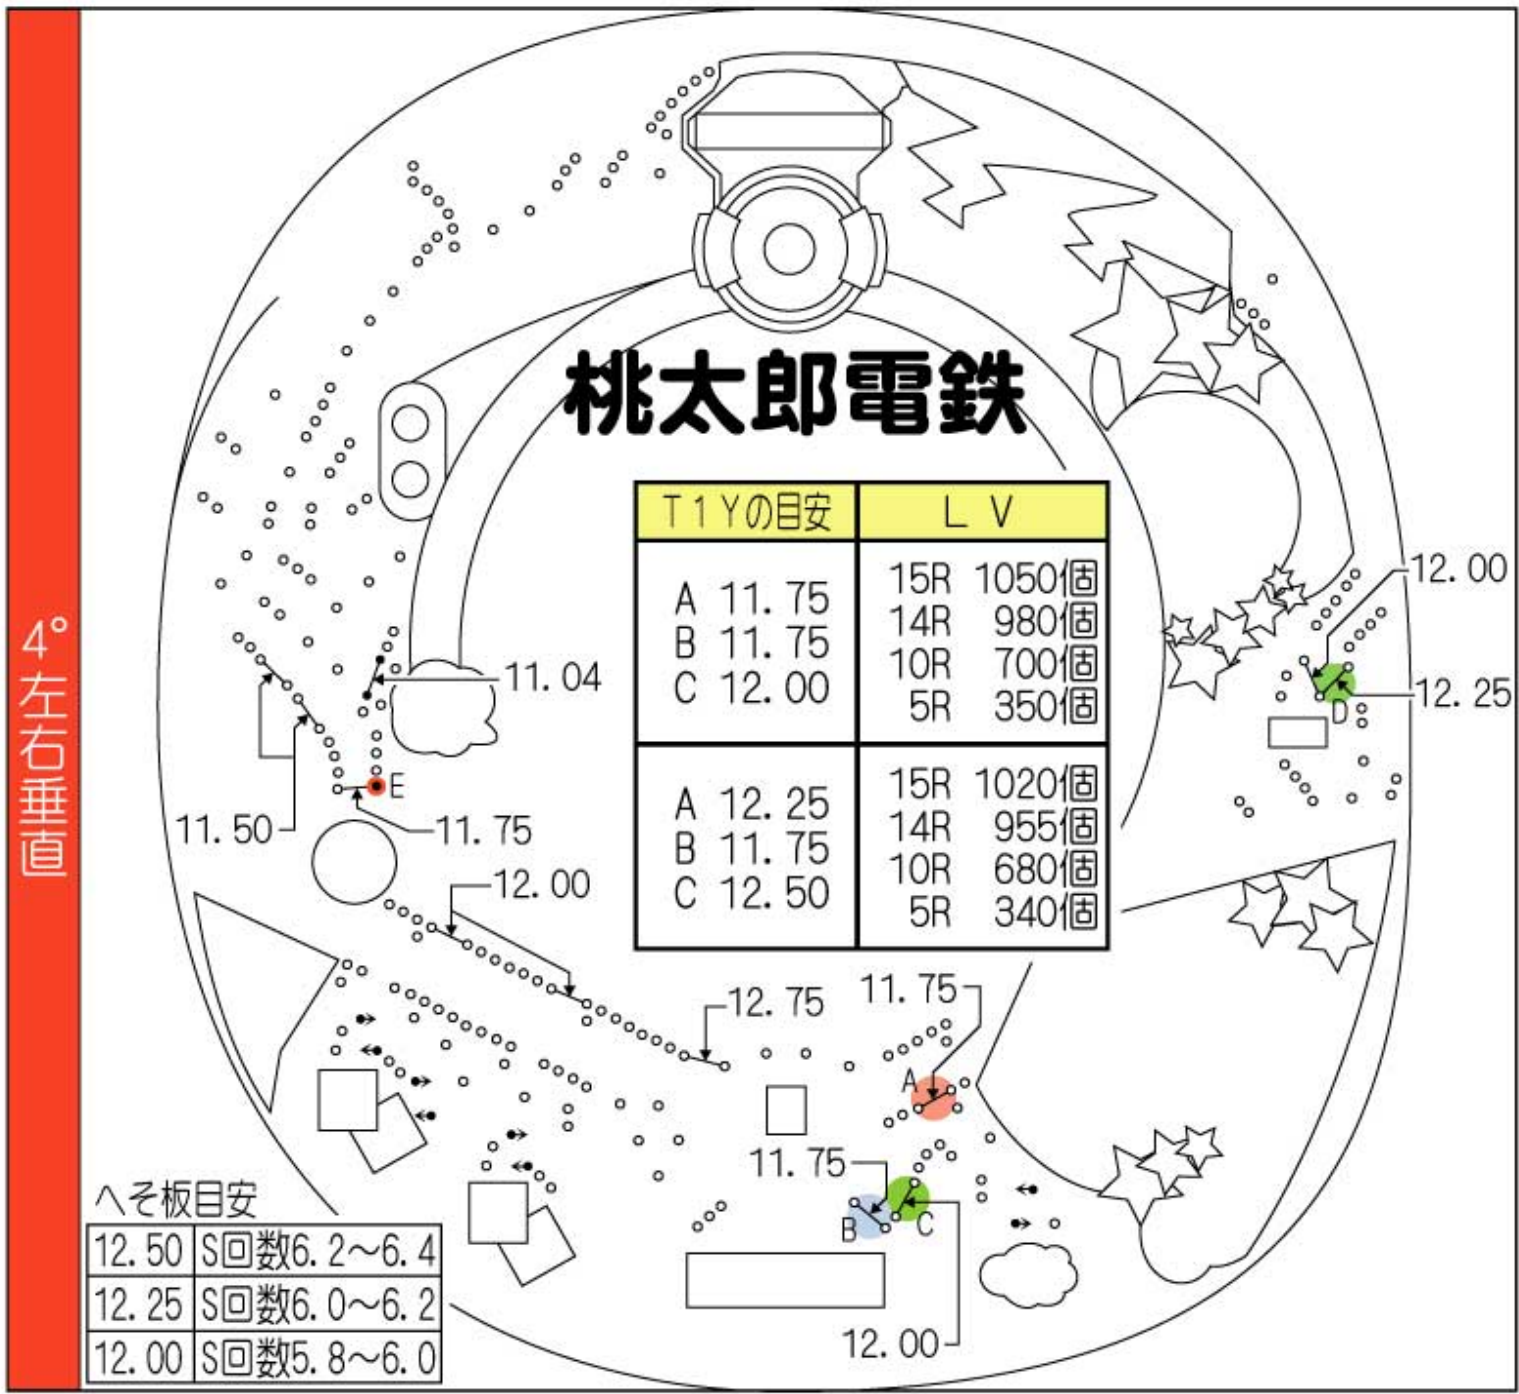 4°左右垂直
桃太郎電鉄
T1Yの目安 LV
A 11.75
B 11.75
C 12.00
15R 1050個
14R 980個
10R 700個
5R 350個
A 12.25
B 11.75
C 12.50
15R 1020個
14R 955個
10R 680個
5R 340個
12.00
12.25
D
11.04
E
11.50
11.75
12.00
12.75
11.75
A
11.75
B
C
12.00
へそ板目安
12.50 S回数6.2〜6.4
12.25 S回数6.0〜6.2
12.00 S回数5.8〜6.0